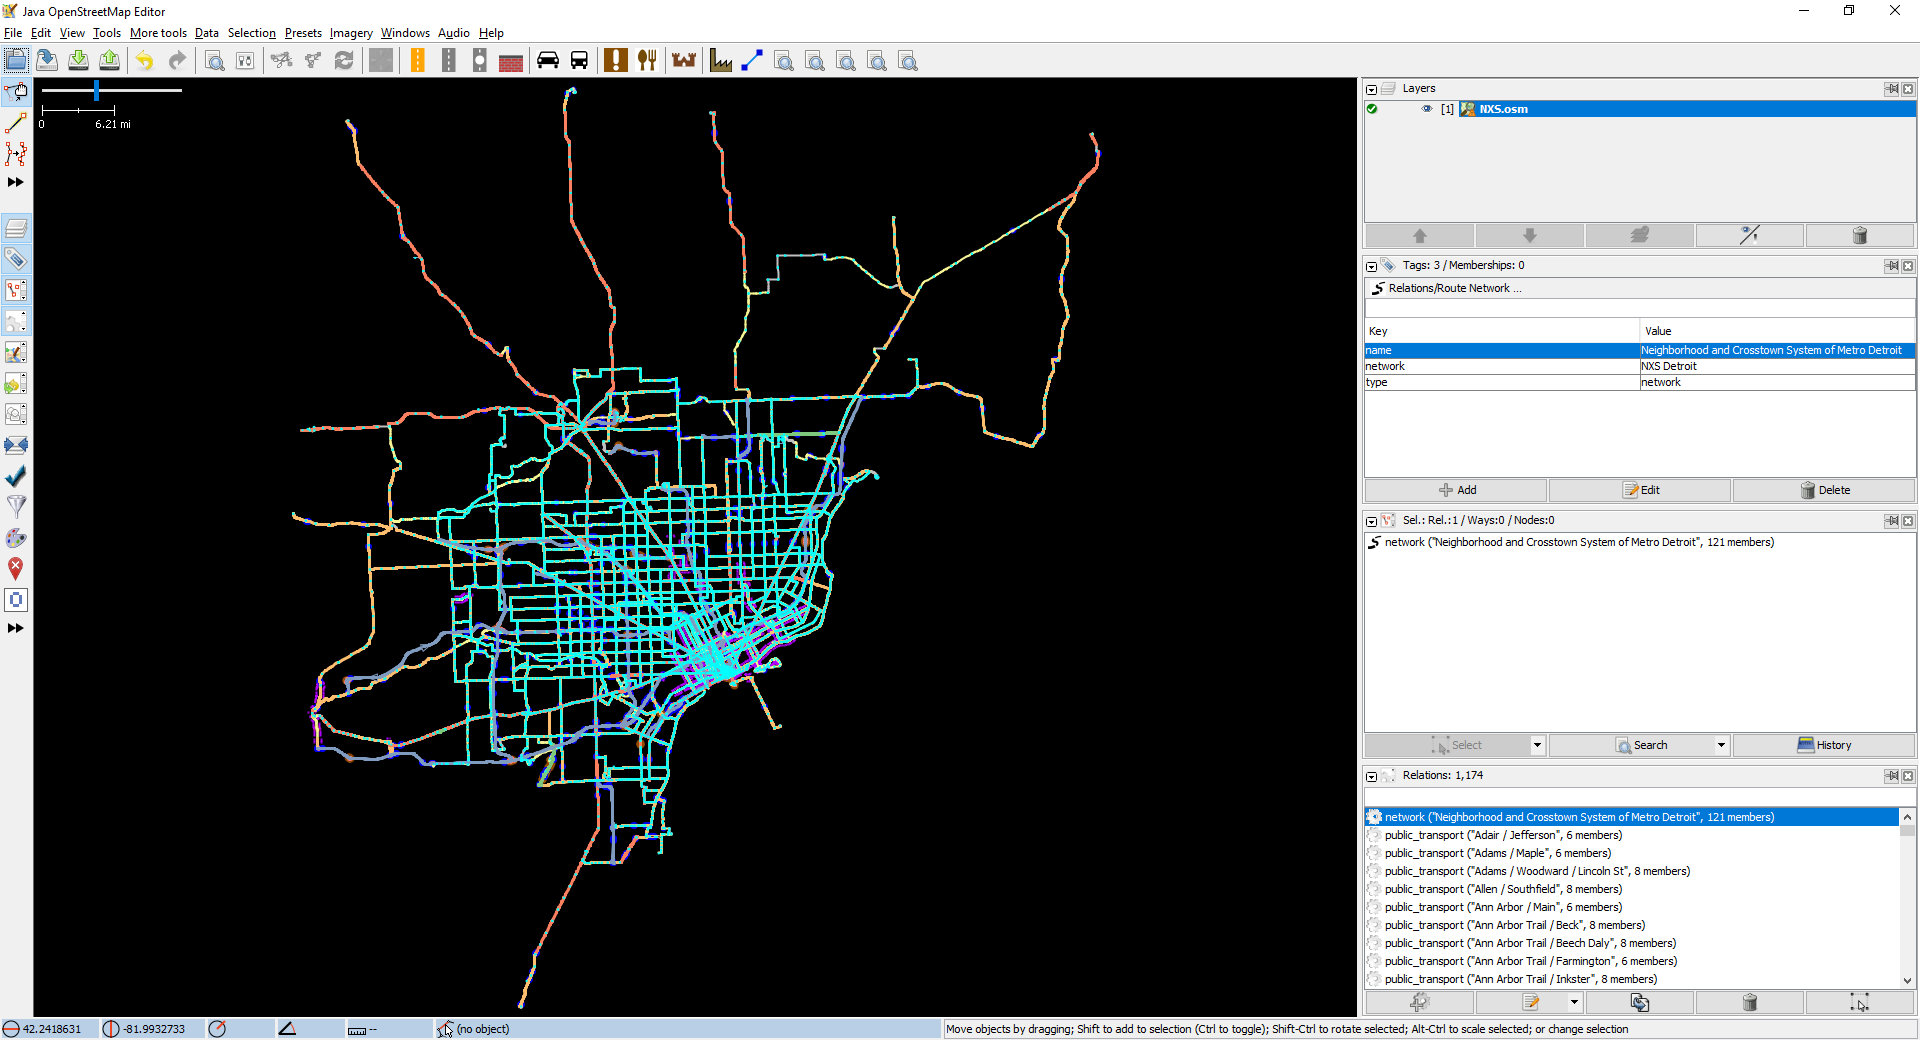 Java OpenStreetMap Editor
File Edit View Tools More tools Data Selection Presets Imagery Windows Audio Help
0 6.21 mi
Layers
[1] NXS.osm
Tags: 3 / Memberships: 0
Relations/Route Network ...
Key Value
name Neighborhood and Crosstown System of Metro Detroit
network NXS Detroit
type network
Add Edit Delete
Sel.: Rel.:1 / Ways:0 / Nodes:0
network ("Neighborhood and Crosstown System of Metro Detroit", 121 members)
Select Search History
Relations: 1,174
network ("Neighborhood and Crosstown System of Metro Detroit", 121 members)
public_transport ("Adair / Jefferson", 6 members)
public_transport ("Adams / Maple", 6 members)
public_transport ("Adams / Woodward / Lincoln St", 8 members)
public_transport ("Allen / Southfield", 8 members)
public_transport ("Ann Arbor / Main", 6 members)
public_transport ("Ann Arbor Trail / Beck", 8 members)
public_transport ("Ann Arbor Trail / Beech Daly", 8 members)
public_transport ("Ann Arbor Trail / Farmington", 6 members)
public_transport ("Ann Arbor Trail / Inkster", 8 members)
42.2418631 -81.9932733 -- (no object) Move objects by dragging; Shift to add to selection (Ctrl to toggle); Shift-Ctrl to rotate selected; Alt-Ctrl to scale selected; or change selection